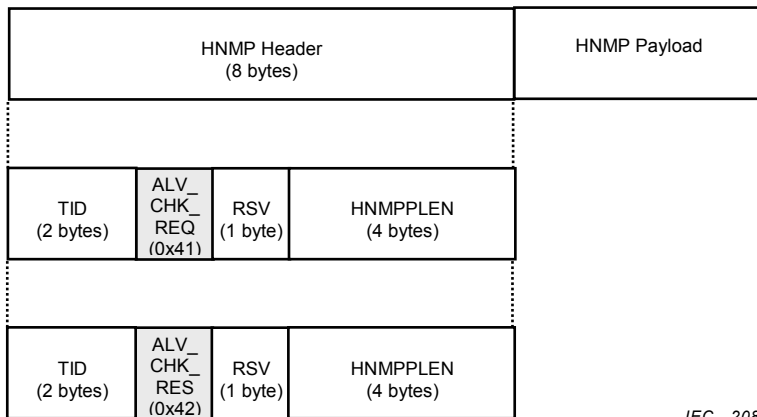 HNMP Header
(8 bytes)
HNMP Payload
TID
(2 bytes)
ALV_
CHK_
REQ
(0x41)
RSV
(1 byte)
HNMPPLEN
(4 bytes)
TID
(2 bytes)
ALV_
CHK_
RES
(0x42)
RSV
(1 byte)
HNMPPLEN
(4 bytes)
IEC 208